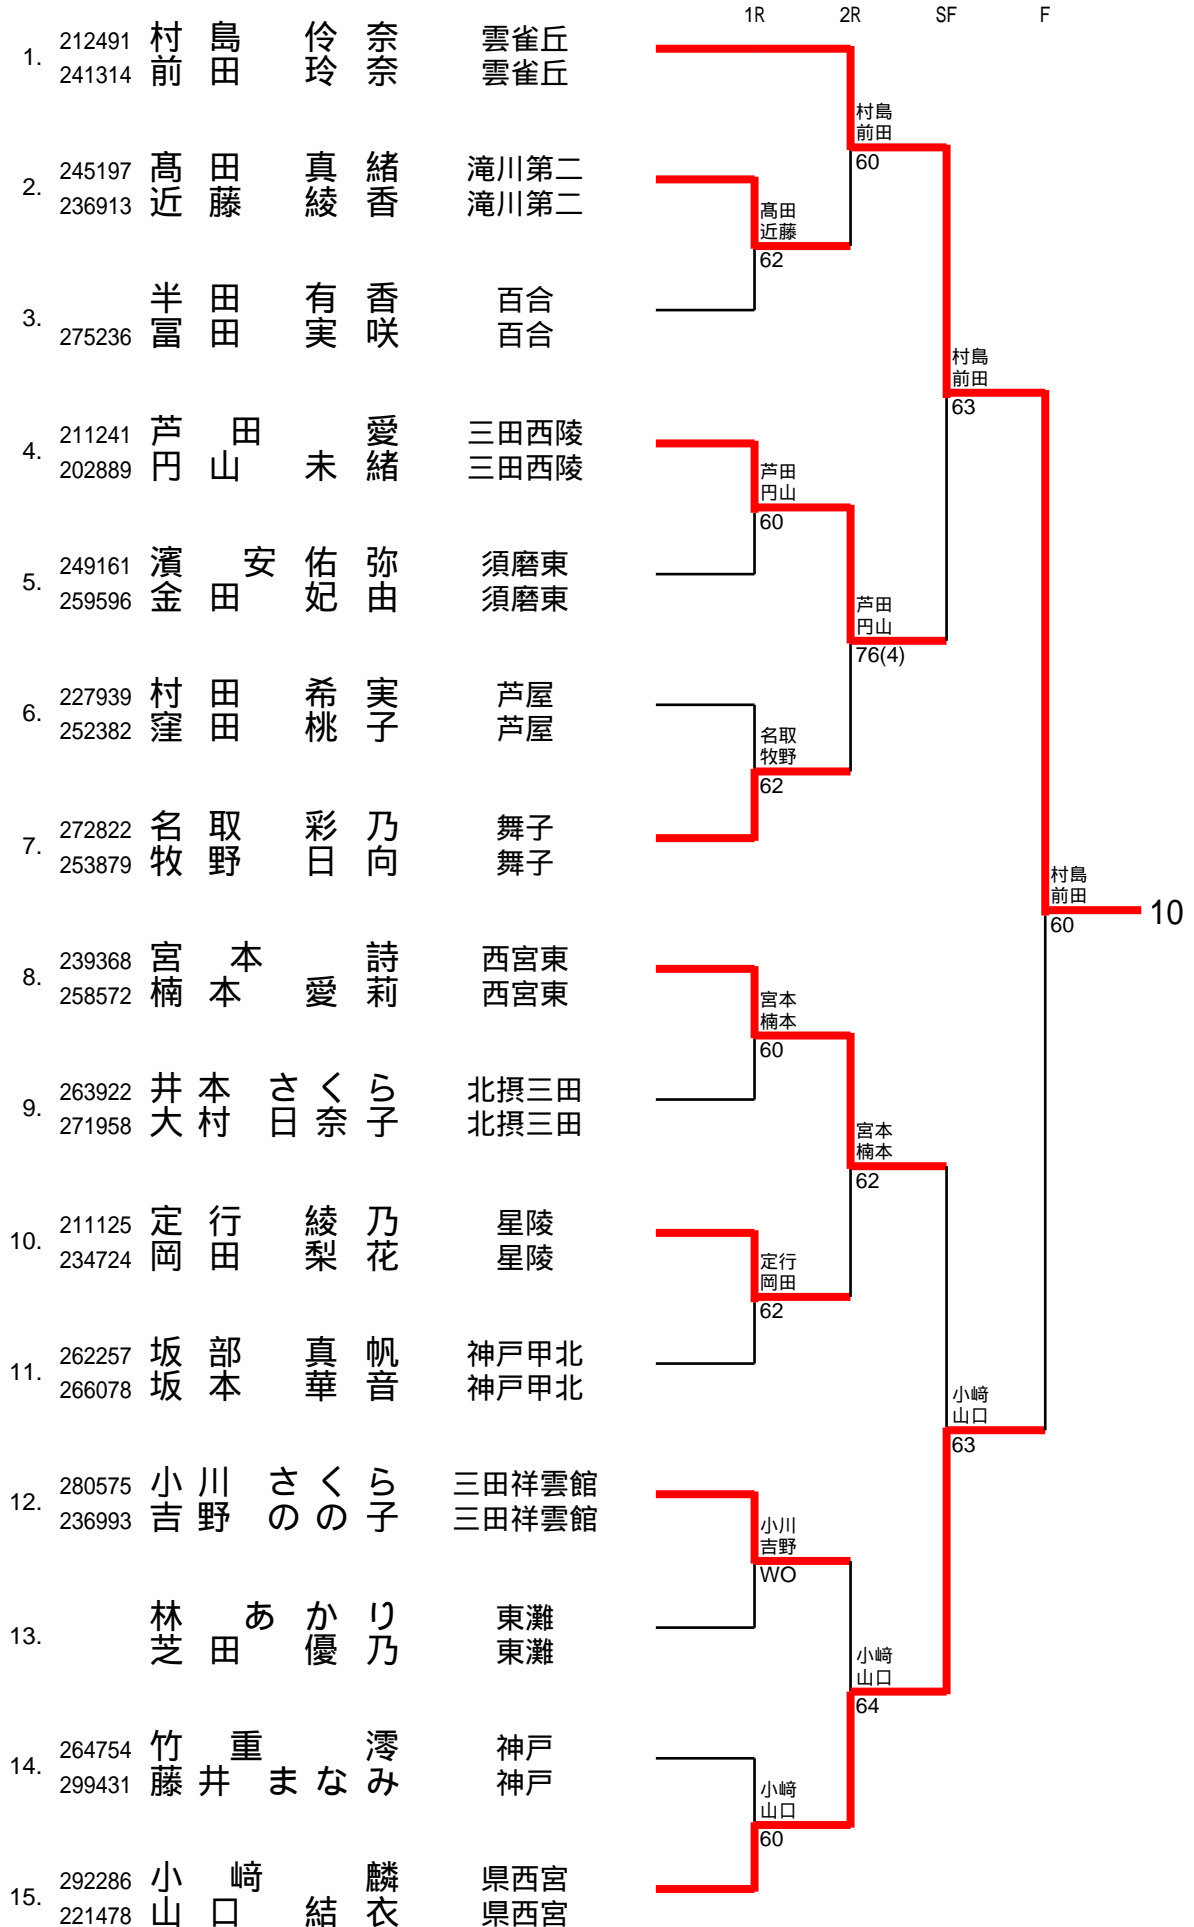 1R 2R SF F
1. 212491 村島 伶奈 雲雀丘
241314 前田 玲奈 雲雀丘
村島
前田
60
2. 245197 髙田 真緒 滝川第二
236913 近藤 綾香 滝川第二
髙田
近藤
62
3. 半田 有香 百合
275236 冨田 実咲 百合
村島
前田
63
4. 211241 芦田 愛 三田西陵
202889 円山 未緒 三田西陵
芦田
円山
60
5. 249161 濱 安佑弥 須磨東
259596 金田 妃由 須磨東
芦田
円山
76(4)
6. 227939 村田 希実 芦屋
252382 窪田 桃子 芦屋
名取
牧野
62
7. 272822 名取 彩乃 舞子
253879 牧野 日向 舞子
村島
前田
60
10
8. 239368 宮本 詩 西宮東
258572 楠本 愛莉 西宮東
宮本
楠本
60
9. 263922 井本 さくら 北摂三田
271958 大村 日奈子 北摂三田
宮本
楠本
62
10. 211125 定行 綾乃 星陵
234724 岡田 梨花 星陵
定行
岡田
62
11. 262257 坂部 真帆 神戸甲北
266078 坂本 華音 神戸甲北
小﨑
山口
63
12. 280575 小川 さくら 三田祥雲館
236993 吉野 のの子 三田祥雲館
小川
吉野
WO
13. 林 あかり 東灘
芝田 優乃 東灘
小﨑
山口
64
14. 264754 竹重 澪 神戸
299431 藤井 まなみ 神戸
小﨑
山口
60
15. 292286 小﨑 麟 県西宮
221478 山口 結衣 県西宮